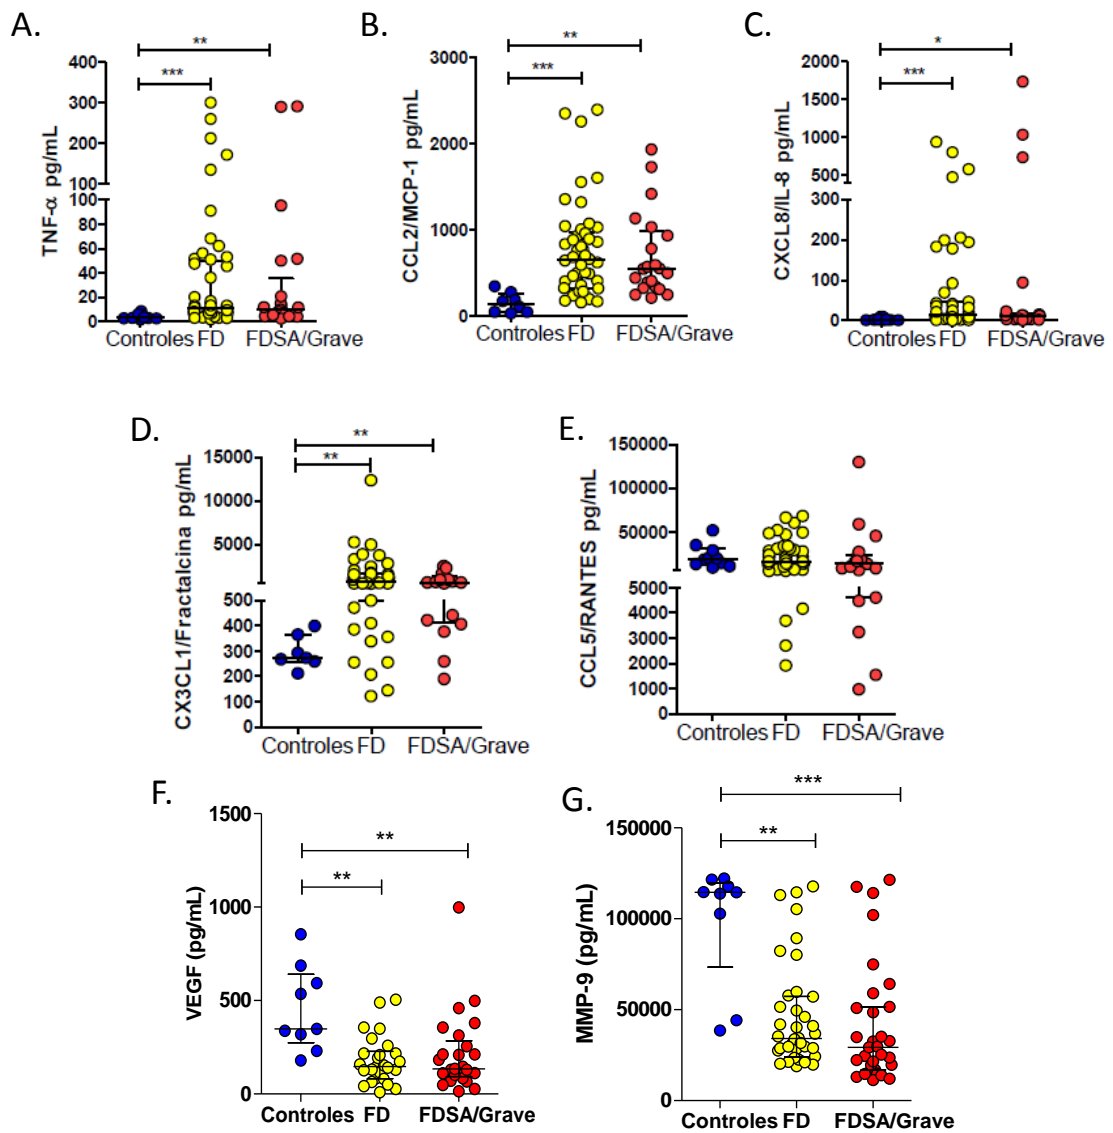 A.
**
***
400
300
200
100
100
80
60
40
20
0
TNF-α pg/mL
Controles FD FDSA/Grave
B.
**
***
3000
2000
1000
0
CCL2/MCP-1 pg/mL
Controles FD FDSA/Grave
C.
*
***
2000
1500
1000
500
300
200
100
0
CXCL8/IL-8 pg/mL
Controles FD FDSA/Grave
D.
**
**
15000
10000
5000
500
400
300
200
100
0
CX3CL1/Fractalcina pg/mL
Controles FD FDSA/Grave
E.
150000
100000
50000
5000
4000
3000
2000
1000
0
CCL5/RANTES pg/mL
Controles FD FDSA/Grave
F.
**
**
1500
1000
500
0
VEGF (pg/mL)
Controles FD FDSA/Grave
G.
***
**
150000
100000
50000
0
MMP-9 (pg/mL)
Controles FD FDSA/Grave